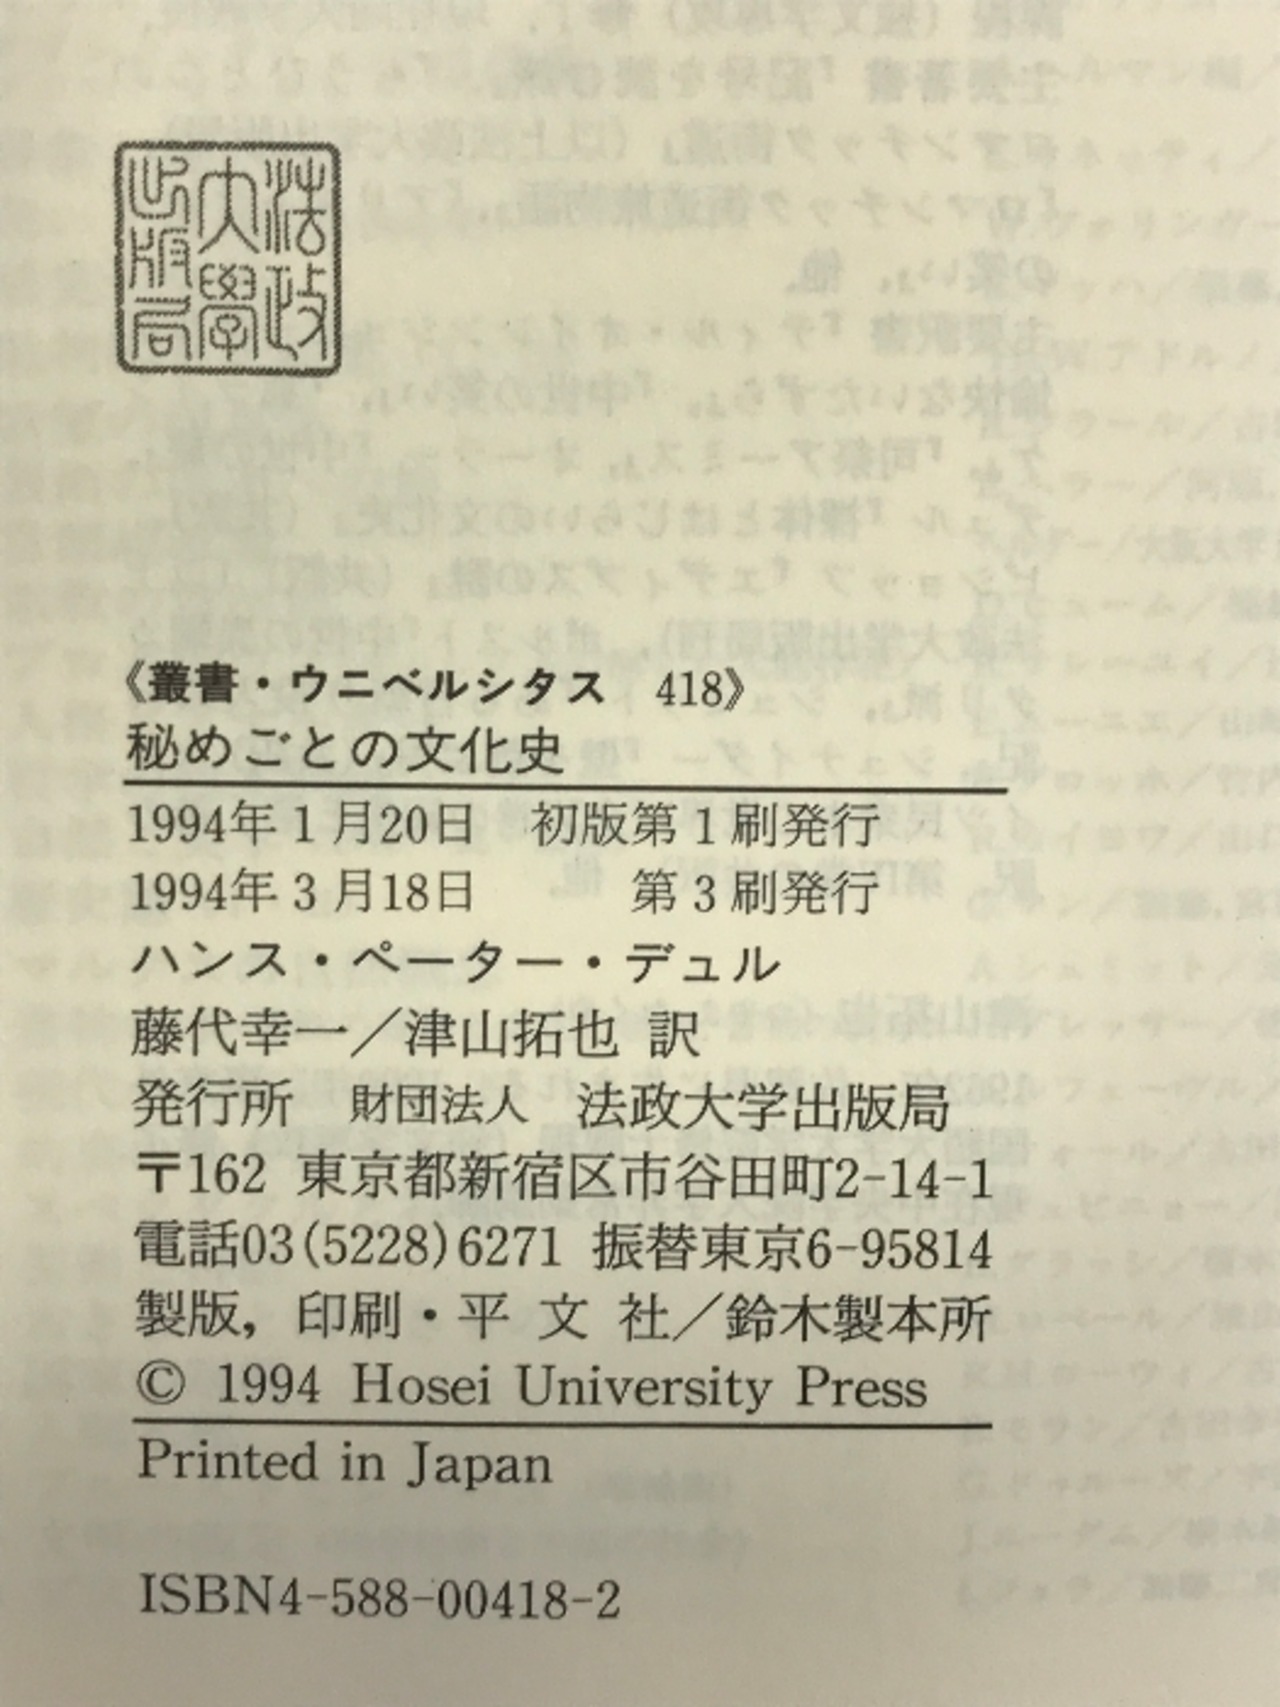 法政
大學
出版局
《叢書・ウニベルシタス　418》
秘めごとの文化史
1994年1月20日　初版第1刷発行
1994年3月18日　　　第3刷発行
ハンス・ペーター・デュル
藤代幸一／津山拓也 訳
発行所　財団法人　法政大学出版局
〒162 東京都新宿区市谷田町2-14-1
電話03(5228)6271 振替東京6-95814
製版，印刷・平 文 社／鈴木製本所
© 1994 Hosei University Press
Printed in Japan
ISBN4-588-00418-2